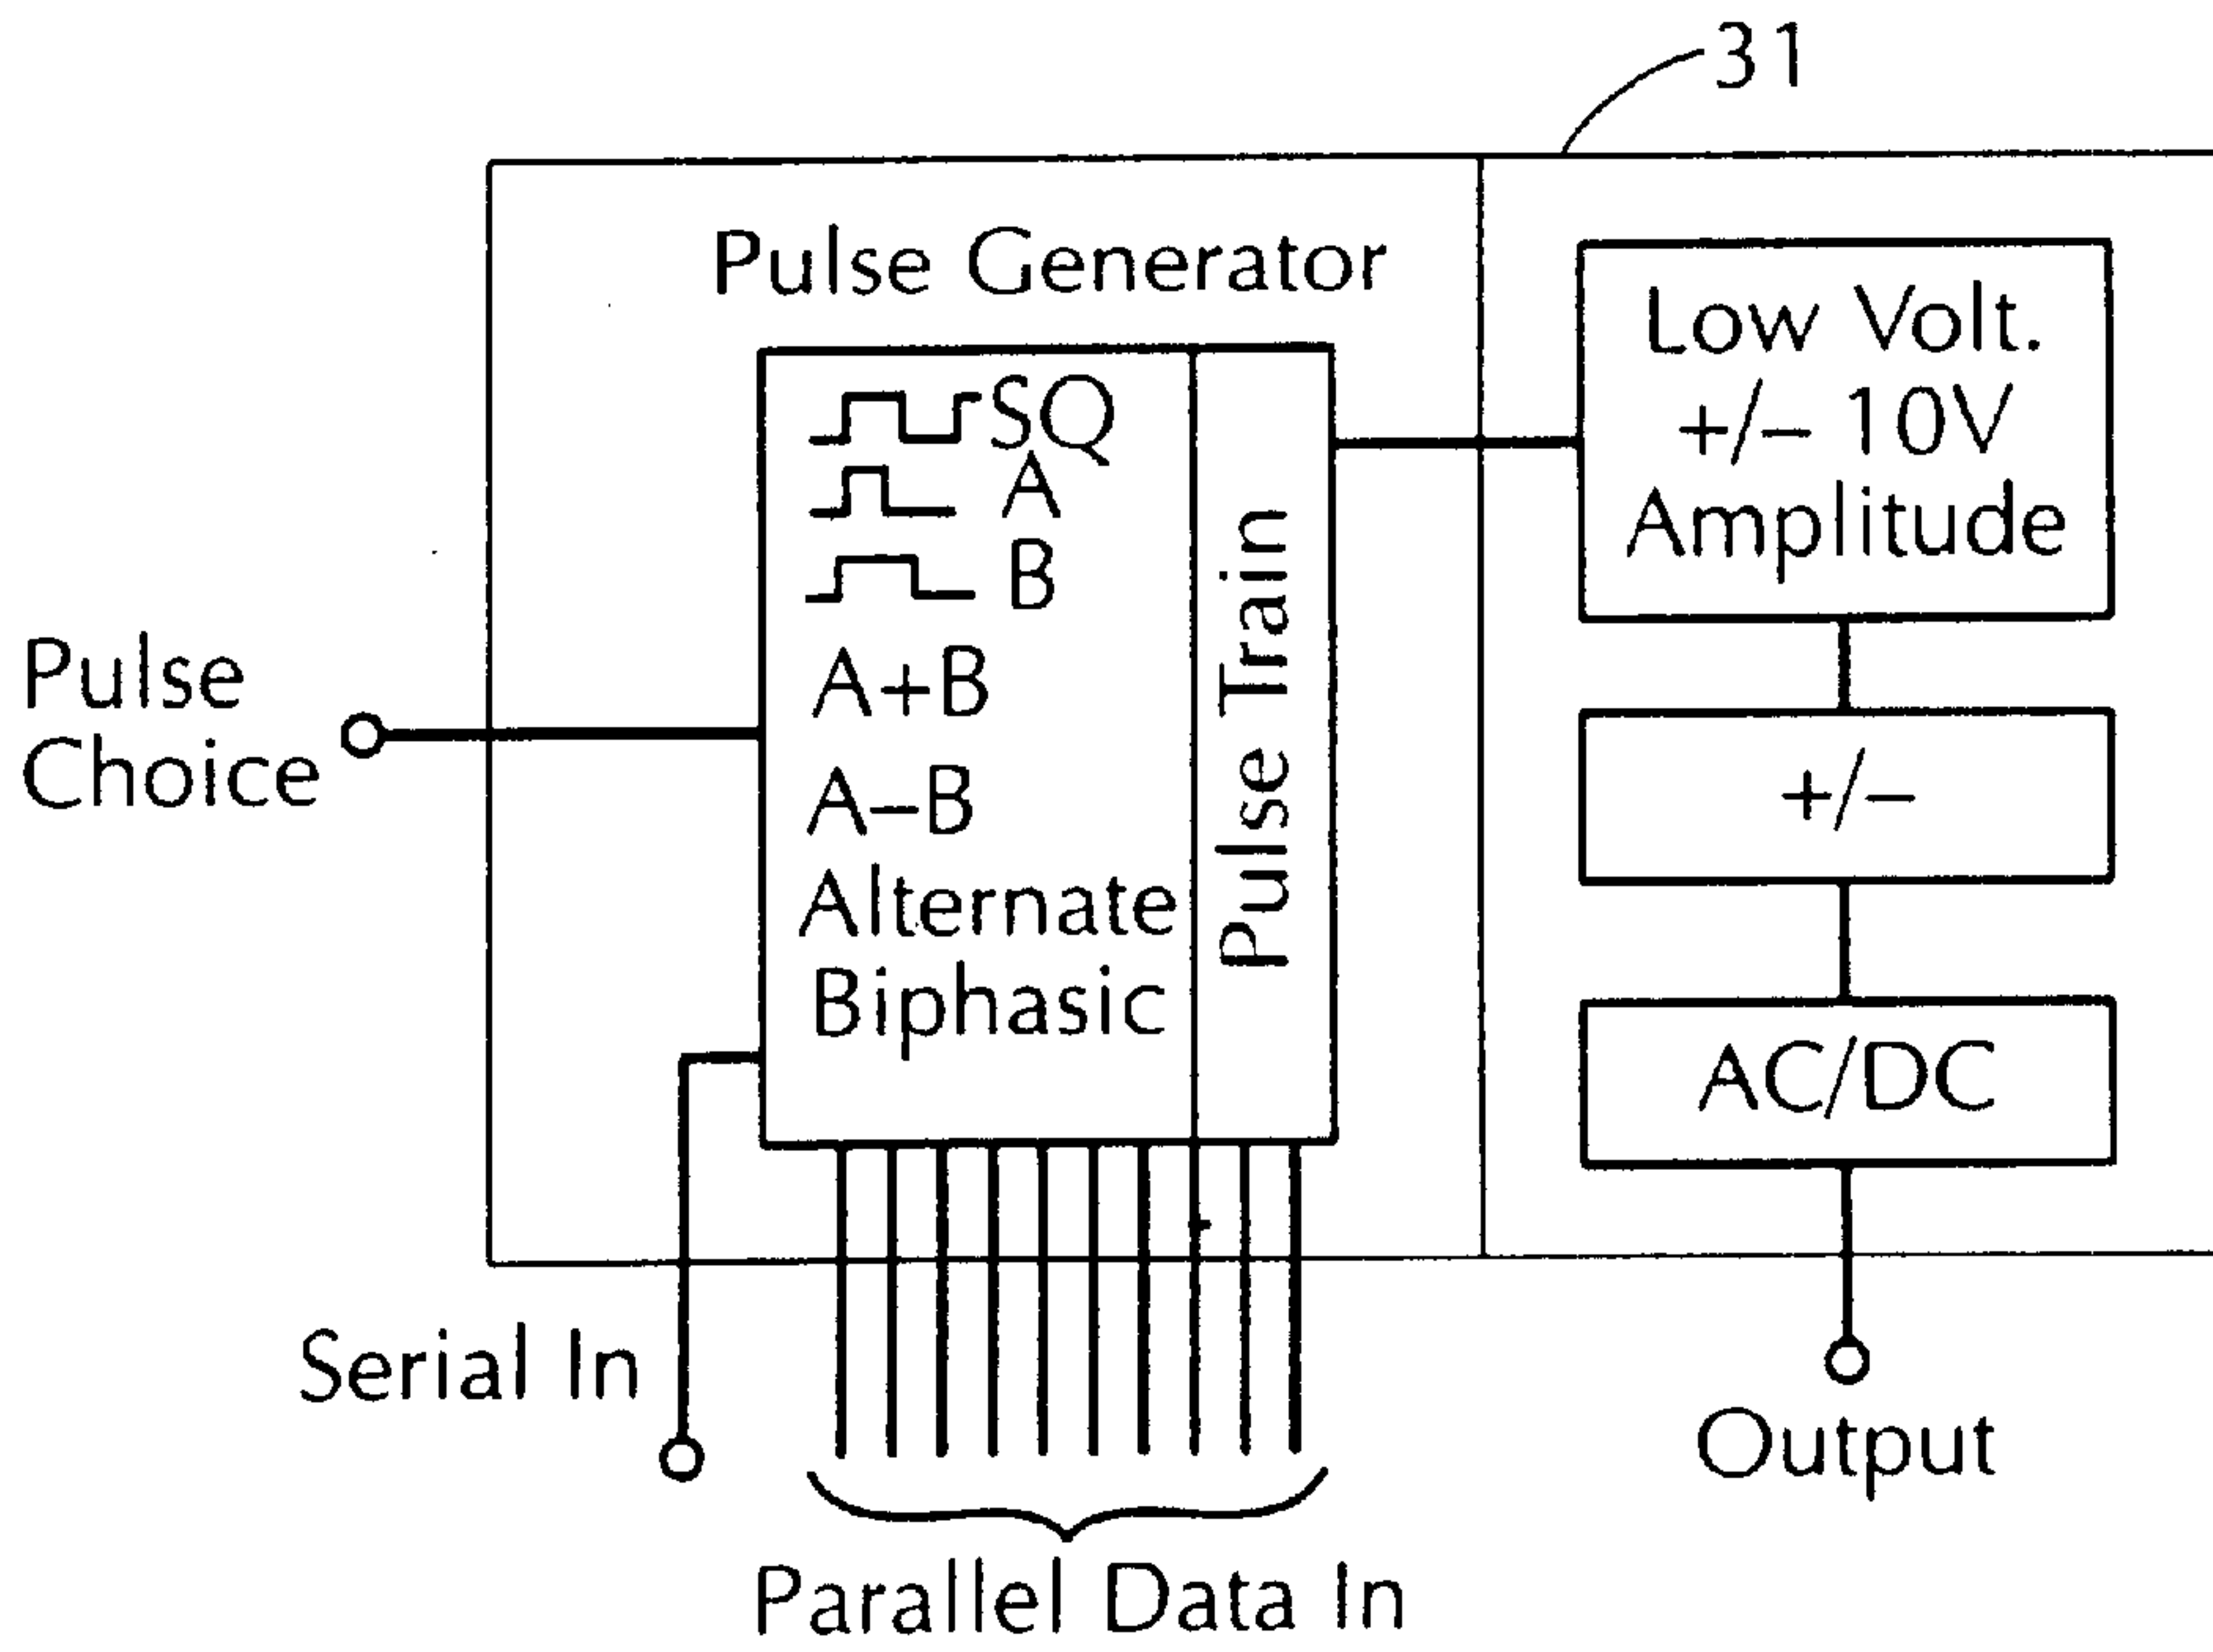 31
Pulse Generator
SQ
A
B
A+B
A−B
Alternate
Biphasic
Pulse Train
Low Volt.
+/− 10V
Amplitude
+/−
AC/DC
Pulse
Choice
Serial In
Parallel Data In
Output